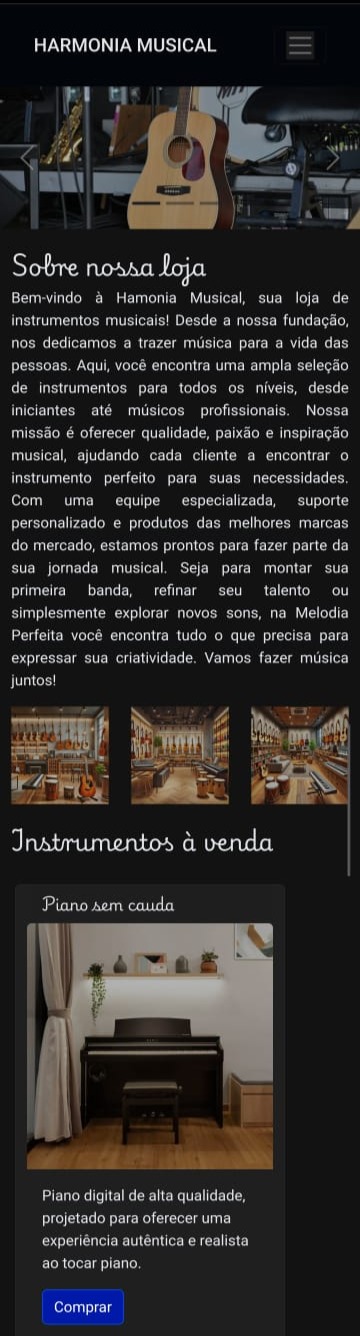 HARMONIA MUSICAL
Sobre nossa loja
Bem-vindo à Hamonia Musical, sua loja de
instrumentos musicais! Desde a nossa fundação,
nos dedicamos a trazer música para a vida das
pessoas. Aqui, você encontra uma ampla seleção
de instrumentos para todos os níveis, desde
iniciantes até músicos profissionais. Nossa
missão é oferecer qualidade, paixão e inspiração
musical, ajudando cada cliente a encontrar o
instrumento perfeito para suas necessidades.
Com uma equipe especializada, suporte
personalizado e produtos das melhores marcas
do mercado, estamos prontos para fazer parte da
sua jornada musical. Seja para montar sua
primeira banda, refinar seu talento ou
simplesmente explorar novos sons, na Melodia
Perfeita você encontra tudo o que precisa para
expressar sua criatividade. Vamos fazer música
juntos!
Instrumentos à venda
Piano sem cauda
Piano digital de alta qualidade,
projetado para oferecer uma
experiência autêntica e realista
ao tocar piano.
Comprar